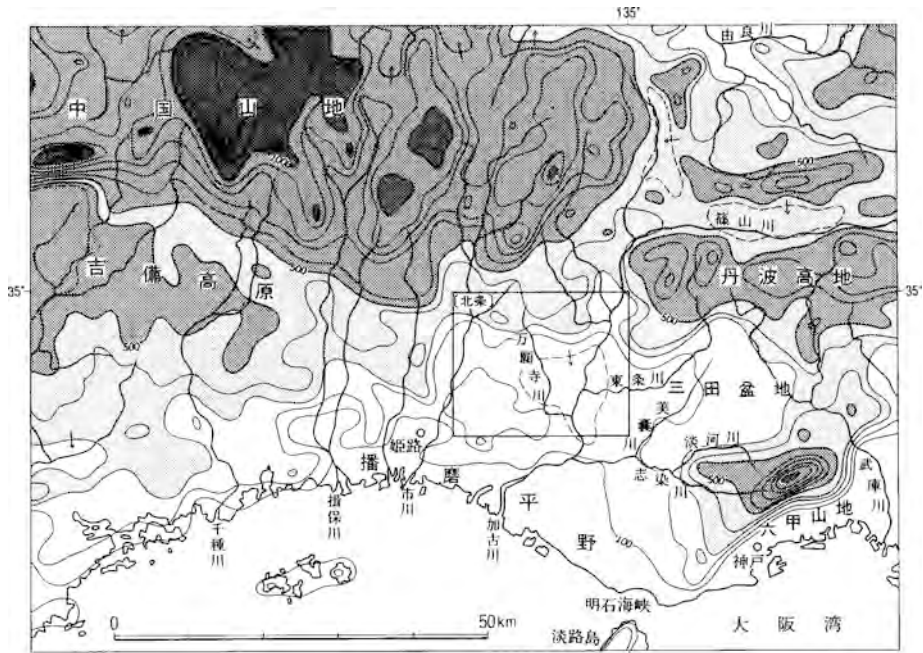 135°
由良川
中国山地
1000
500
篠山川
吉備高原
丹波高地
35°
35°
500
500
[北条]
万願寺川
東条川
三田盆地
美嚢川
500
姫路
淡河川
志染川
500
武庫川
播磨平野
千種川
揖保川
市川
加古川
六甲山地
100
神戸
明石海峡
大阪湾
淡路島
0
50km